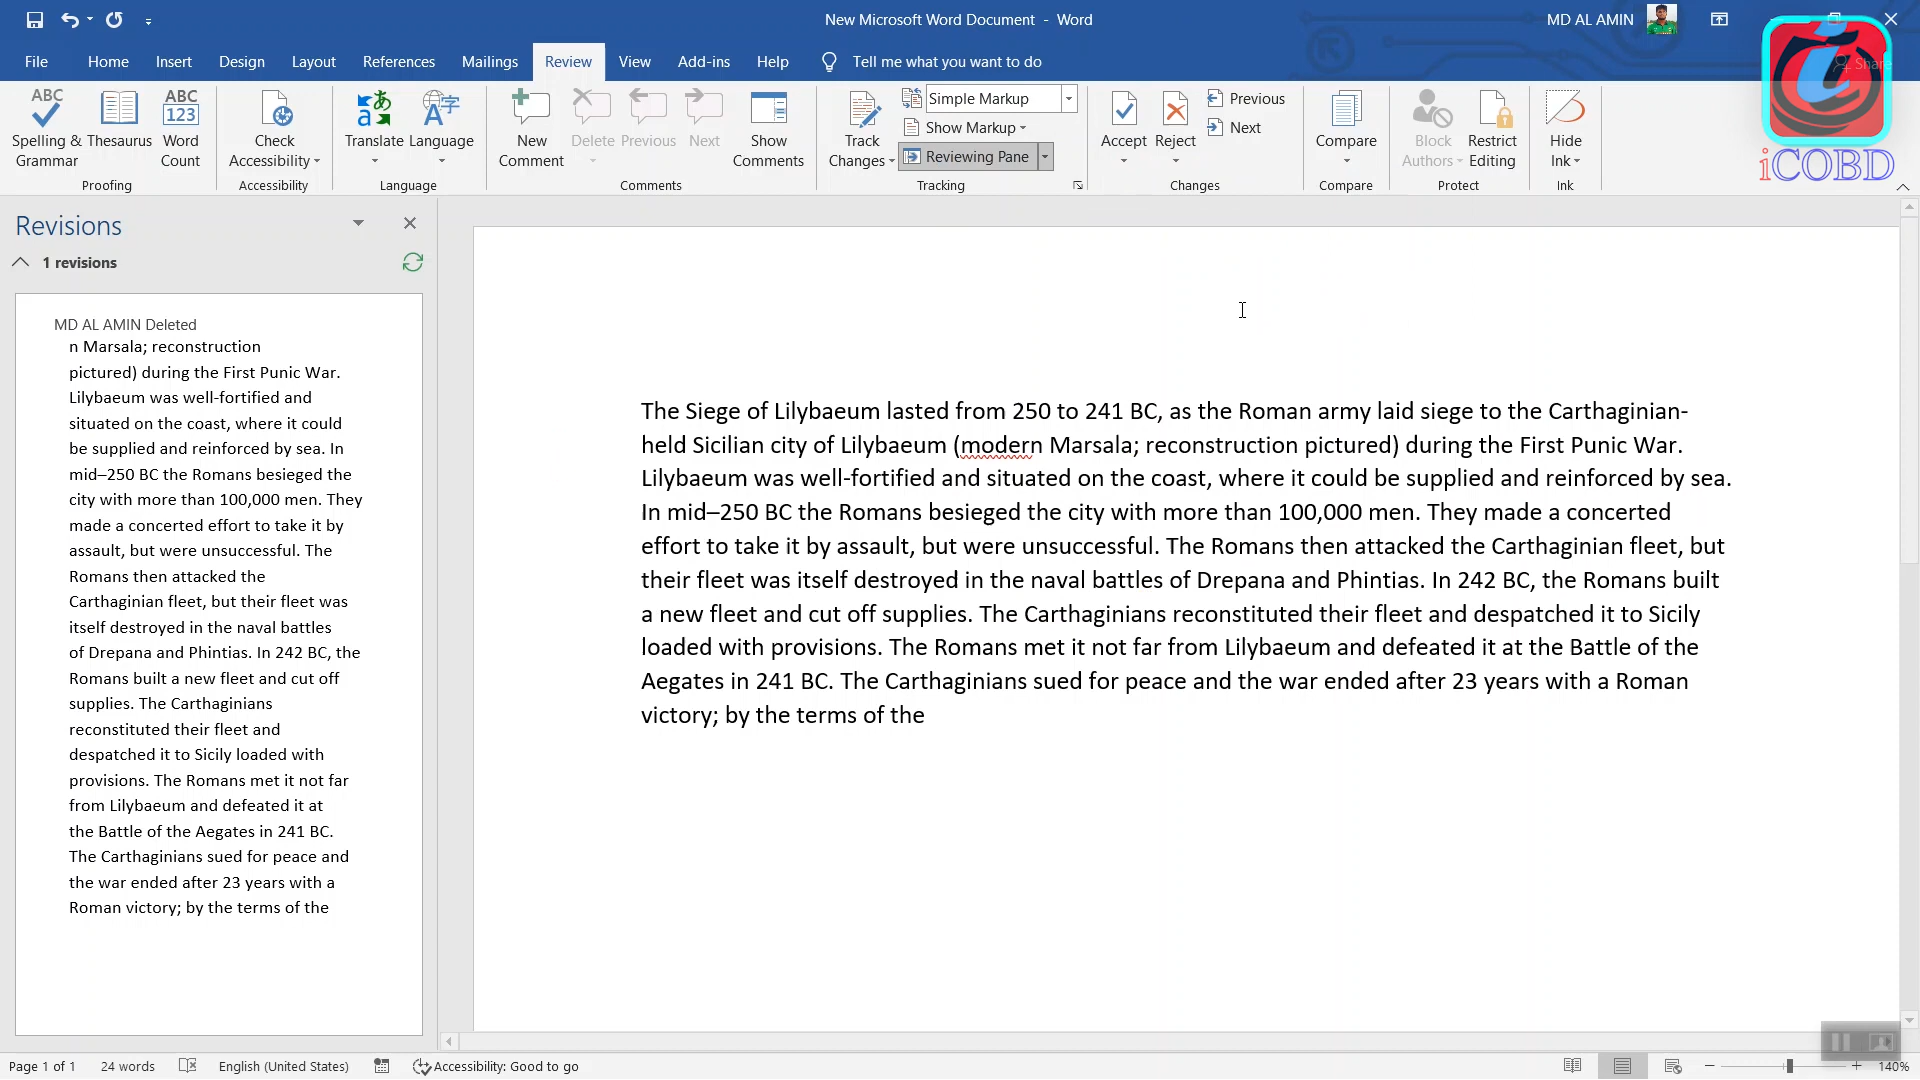 New Microsoft Word Document - Word
MD AL AMIN
File Home Insert Design Layout References Mailings Review View Add-ins Help Tell me what you want to do
Share
ABC Spelling & Grammar
Thesaurus
ABC 123 Word Count
Proofing
Check Accessibility
Accessibility
Translate
Language
Language
New Comment
Delete
Previous
Next
Show Comments
Comments
Track Changes
Simple Markup
Show Markup
Reviewing Pane
Tracking
Accept
Reject
Previous
Next
Changes
Compare
Compare
Block Authors
Restrict Editing
Protect
Hide Ink
Ink
iCOBD
Revisions
1 revisions
MD AL AMIN Deleted
n Marsala; reconstruction
pictured) during the First Punic War.
Lilybaeum was well-fortified and
situated on the coast, where it could
be supplied and reinforced by sea. In
mid–250 BC the Romans besieged the
city with more than 100,000 men. They
made a concerted effort to take it by
assault, but were unsuccessful. The
Romans then attacked the
Carthaginian fleet, but their fleet was
itself destroyed in the naval battles
of Drepana and Phintias. In 242 BC, the
Romans built a new fleet and cut off
supplies. The Carthaginians
reconstituted their fleet and
despatched it to Sicily loaded with
provisions. The Romans met it not far
from Lilybaeum and defeated it at
the Battle of the Aegates in 241 BC.
The Carthaginians sued for peace and
the war ended after 23 years with a
Roman victory; by the terms of the
The Siege of Lilybaeum lasted from 250 to 241 BC, as the Roman army laid siege to the Carthaginian-
held Sicilian city of Lilybaeum (modern Marsala; reconstruction pictured) during the First Punic War.
Lilybaeum was well-fortified and situated on the coast, where it could be supplied and reinforced by sea.
In mid–250 BC the Romans besieged the city with more than 100,000 men. They made a concerted
effort to take it by assault, but were unsuccessful. The Romans then attacked the Carthaginian fleet, but
their fleet was itself destroyed in the naval battles of Drepana and Phintias. In 242 BC, the Romans built
a new fleet and cut off supplies. The Carthaginians reconstituted their fleet and despatched it to Sicily
loaded with provisions. The Romans met it not far from Lilybaeum and defeated it at the Battle of the
Aegates in 241 BC. The Carthaginians sued for peace and the war ended after 23 years with a Roman
victory; by the terms of the
Page 1 of 1 24 words English (United States) Accessibility: Good to go 140%